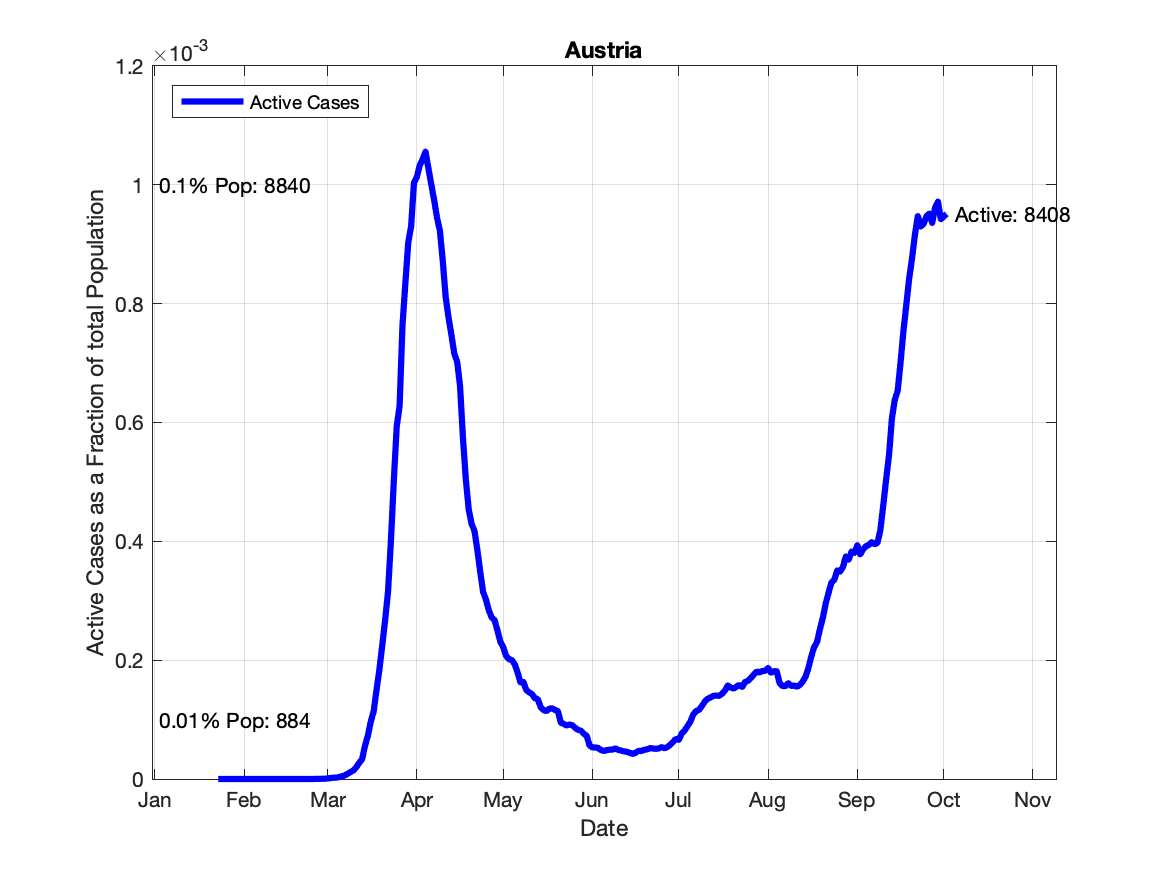 Austria
×10-3
1.2
1
0.8
0.6
0.4
0.2
0
Active Cases as a Fraction of total Population
Active Cases
0.1% Pop: 8840
Active: 8408
0.01% Pop: 884
Jan Feb Mar Apr May Jun Jul Aug Sep Oct Nov
Date